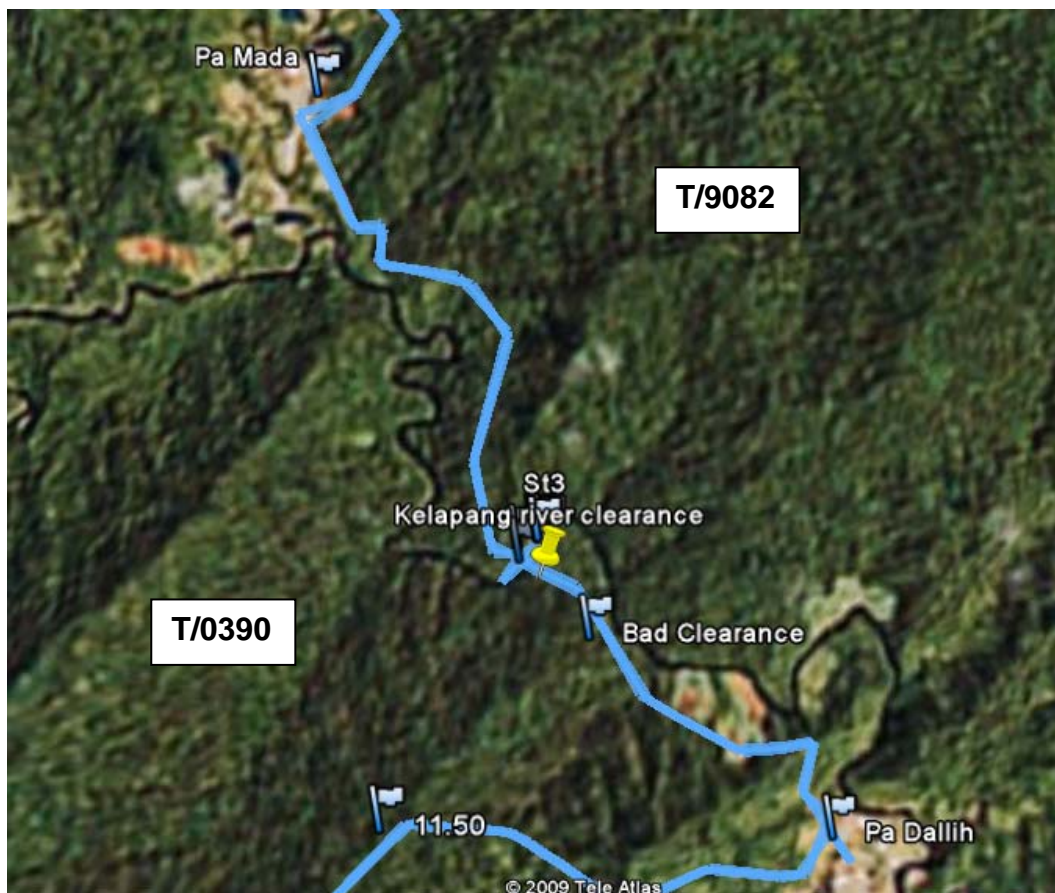 Pa Mada
T/9082
St3
Kelapang river clearance
T/0390
Bad Clearance
11.50
Pa Dallih
© 2009 Tele Atlas